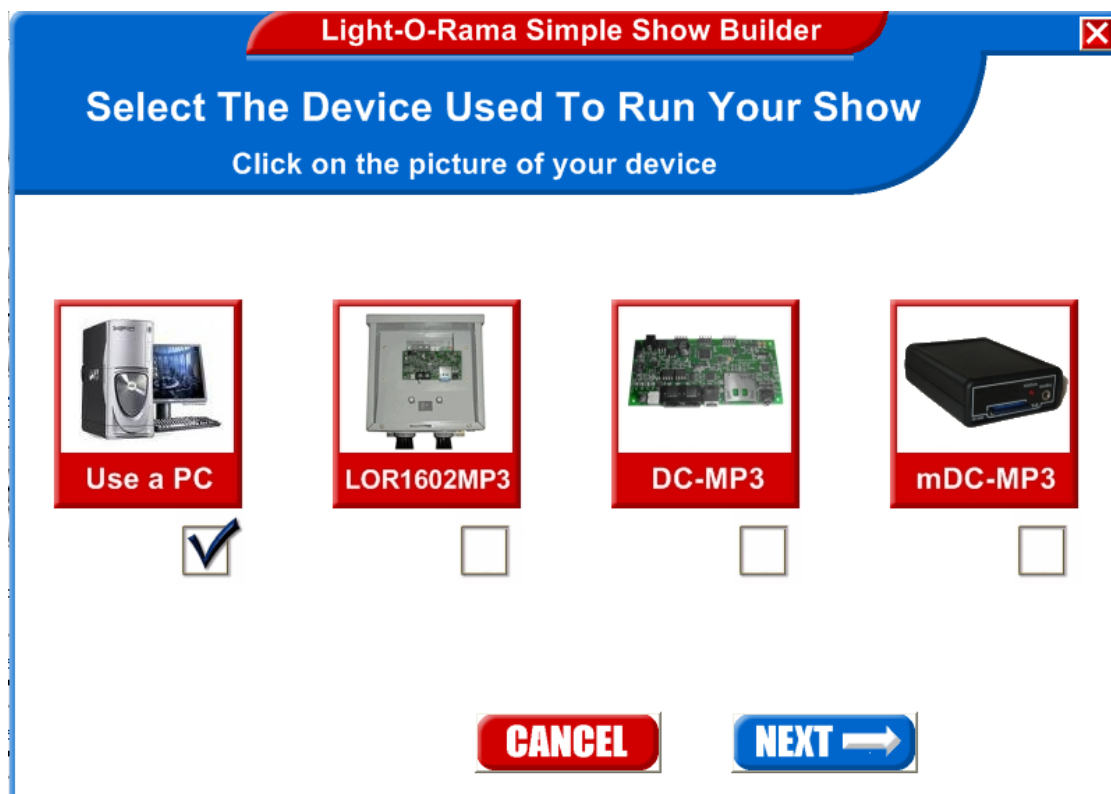 Light-O-Rama Simple Show Builder
Select The Device Used To Run Your Show
Click on the picture of your device
Use a PC
LOR1602MP3
DC-MP3
mDC-MP3
CANCEL
NEXT